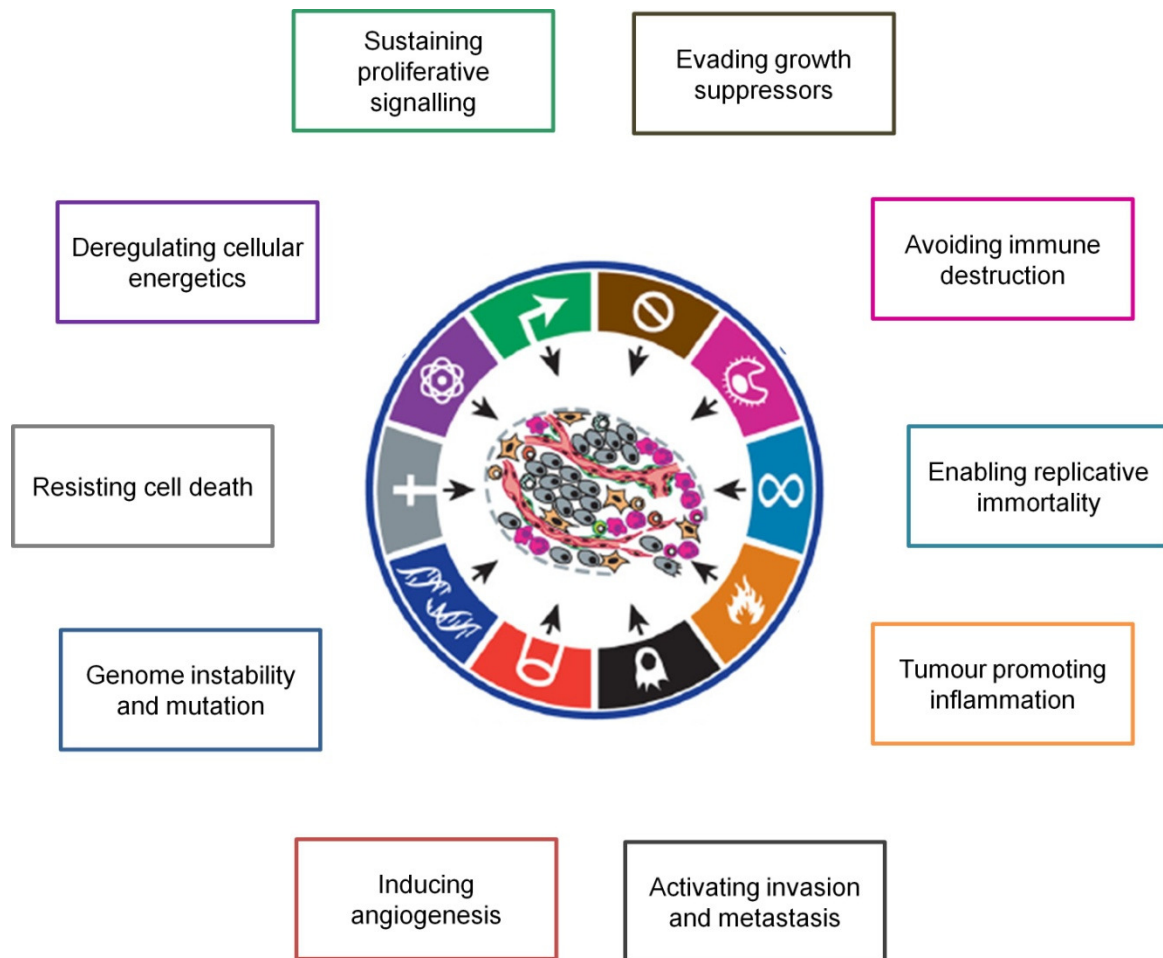 Sustaining
proliferative
signalling
Evading growth
suppressors
Deregulating cellular
energetics
Avoiding immune
destruction
Resisting cell death
Enabling replicative
immortality
Genome instability
and mutation
Tumour promoting
inflammation
Inducing
angiogenesis
Activating invasion
and metastasis